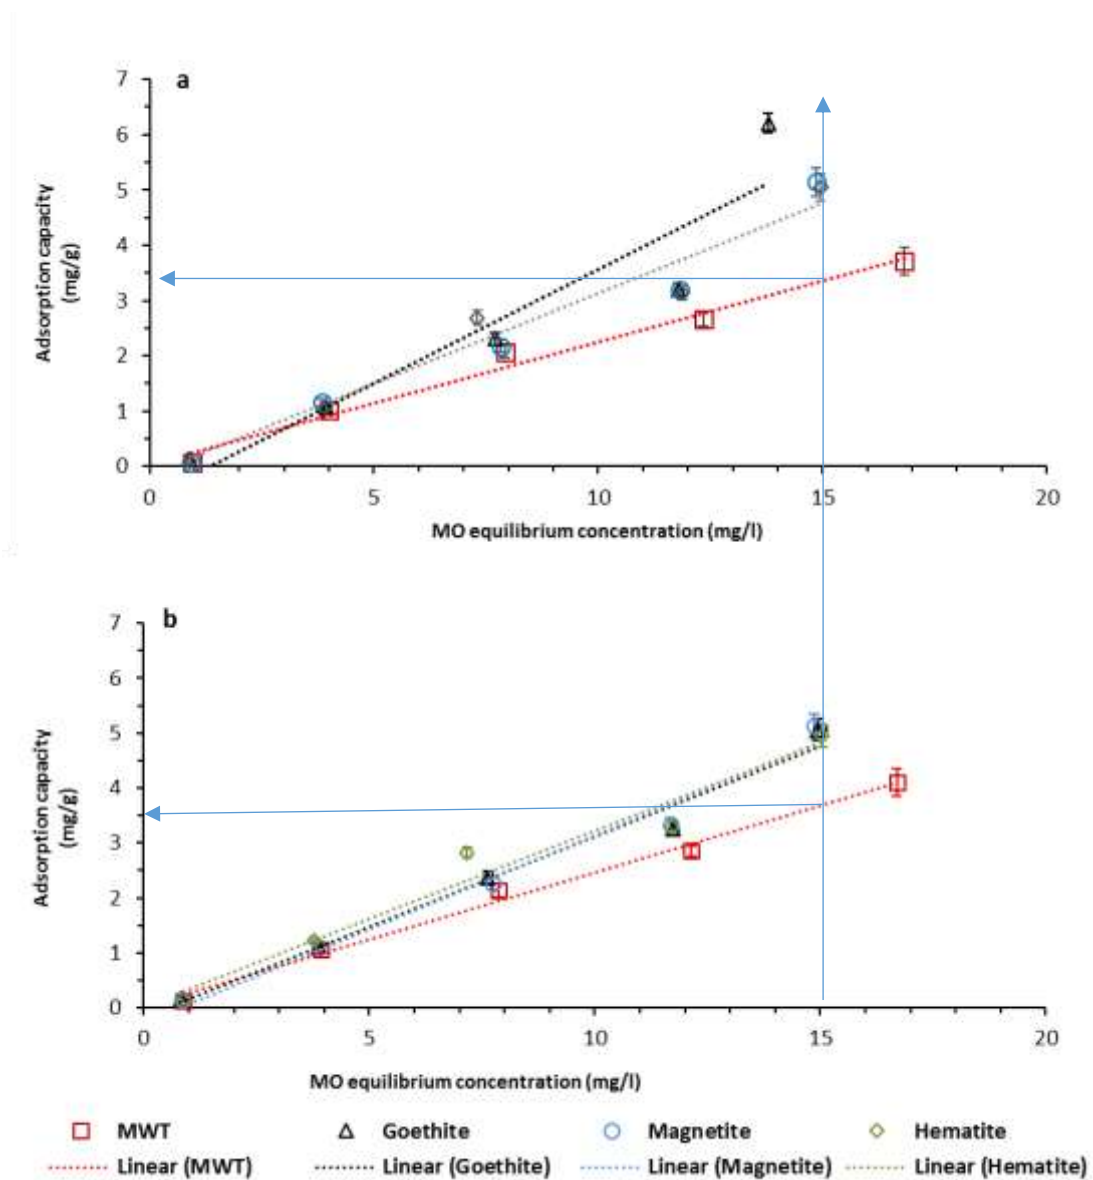 a
7
6
5
4
3
2
1
0
Adsorption capacity
(mg/g)
0 5 10 15 20
MO equilibrium concentration (mg/l)
b
7
6
5
4
3
2
1
0
Adsorption capacity
(mg/g)
0 5 10 15 20
MO equilibrium concentration (mg/l)
MWT Goethite Magnetite Hematite
Linear (MWT) Linear (Goethite) Linear (Magnetite) Linear (Hematite)